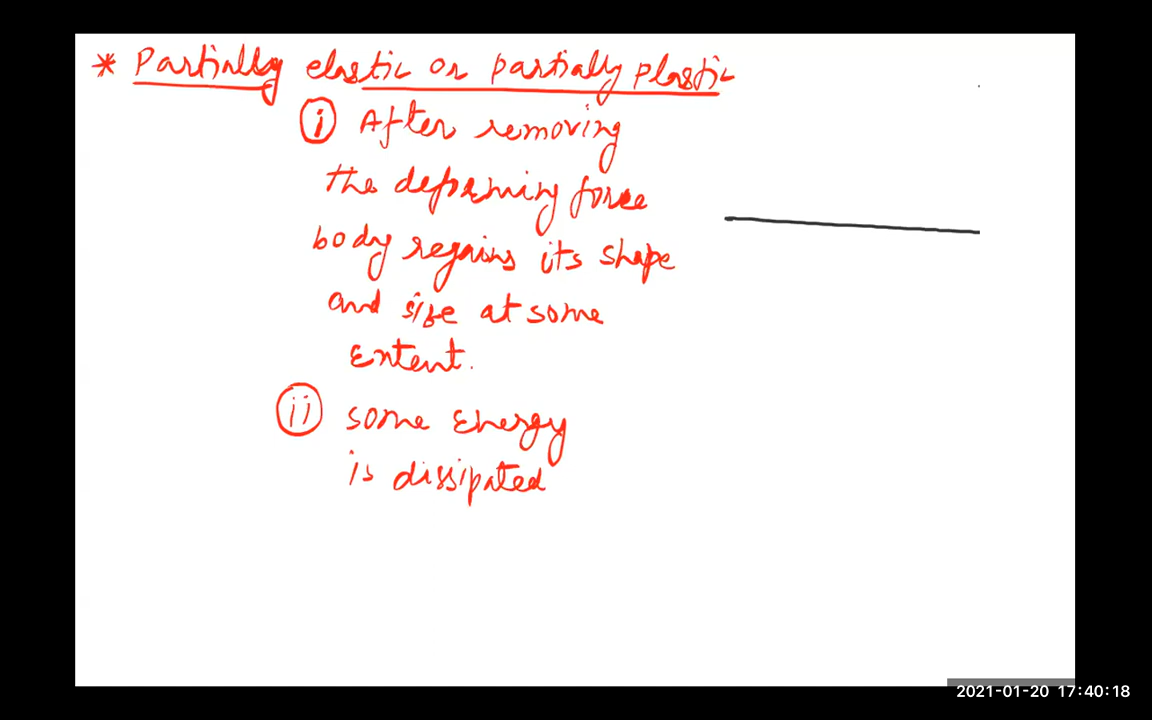 * Partially elastic or partially plastic
i After removing
the deforming force
body regains its shape
and size at some
Extent.
ii some Energy
is dissipated
2021-01-20 17:40:18